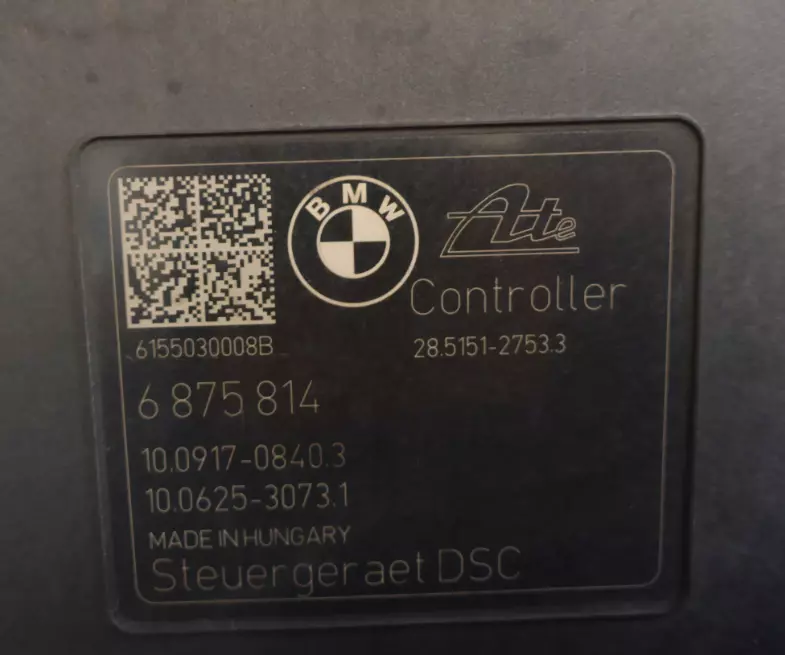 BMW
Ate
Controller
6155030008B
28.5151-2753.3
6 875 814
10.0917-0840.3
10.0625-3073.1
MADE IN HUNGARY
Steuergeraet DSC